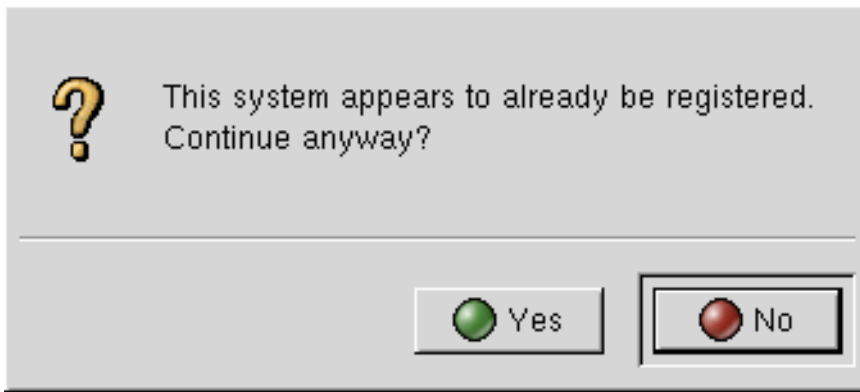 This system appears to already be registered.
Continue anyway?
Yes
No